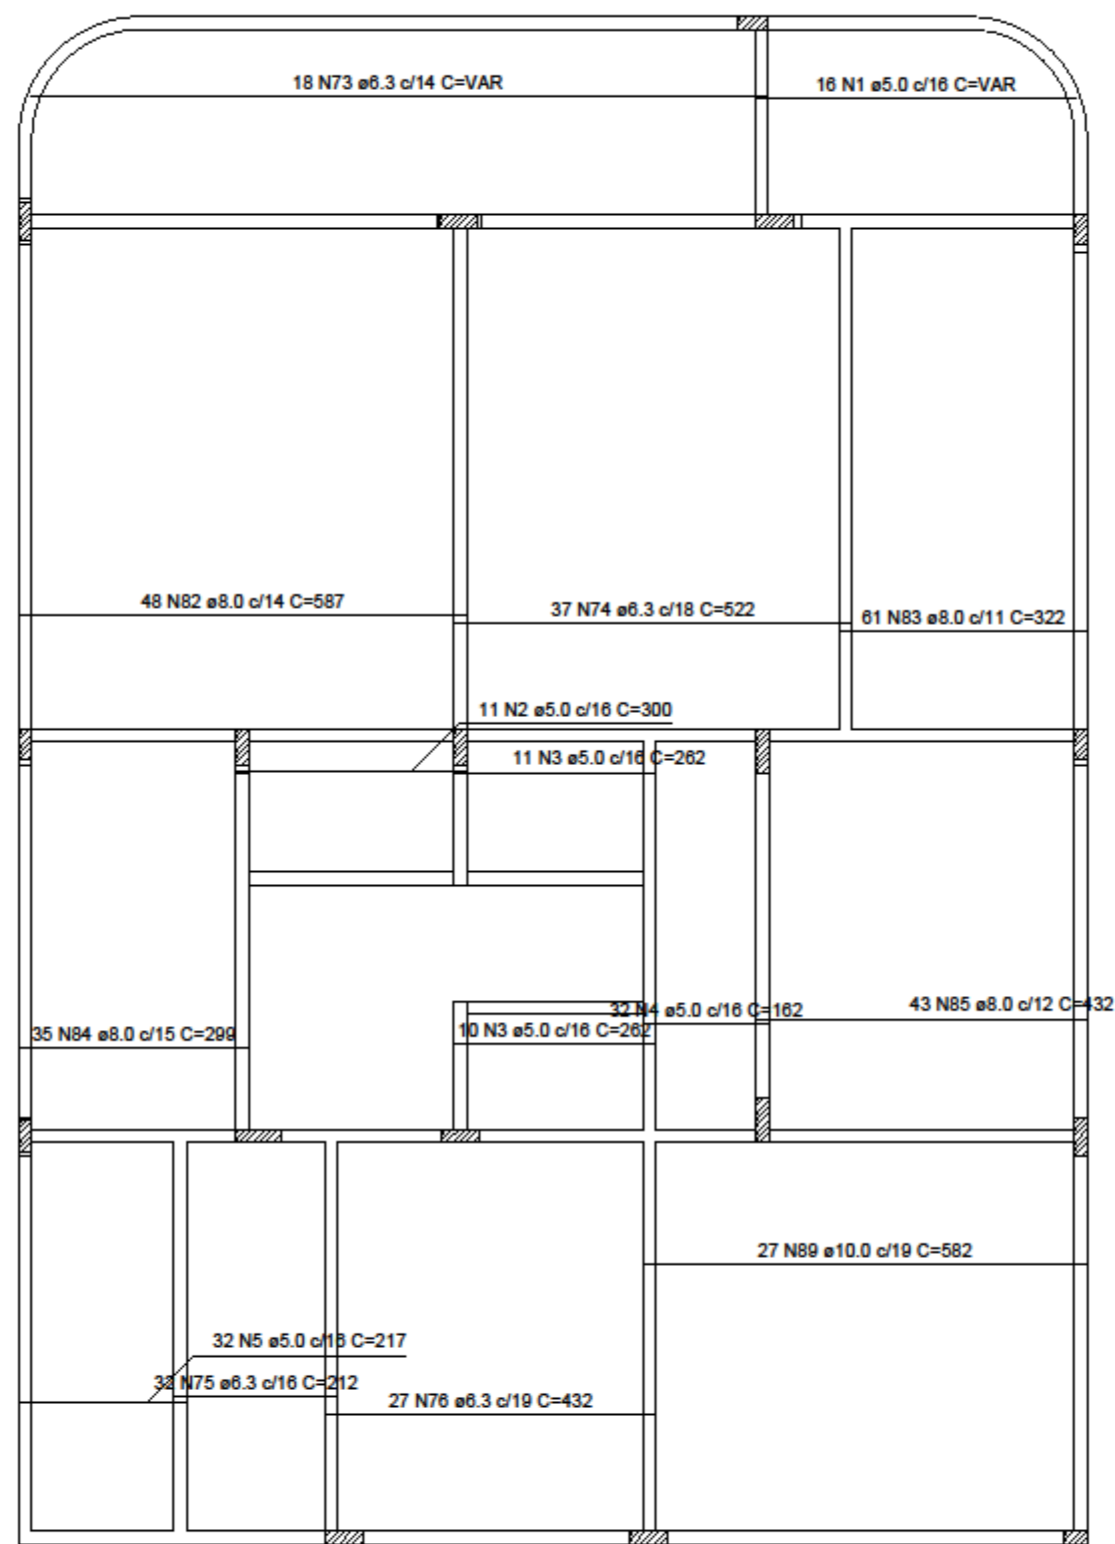 18 N73 ø6.3 c/14 C=VAR
16 N1 ø5.0 c/16 C=VAR
48 N82 ø8.0 c/14 C=587
37 N74 ø6.3 c/18 C=522
61 N83 ø8.0 c/11 C=322
11 N2 ø5.0 c/16 C=300
11 N3 ø5.0 c/16 C=262
32 N4 ø5.0 c/16 C=162
43 N85 ø8.0 c/12 C=432
35 N84 ø8.0 c/15 C=299
10 N3 ø5.0 c/16 C=262
27 N89 ø10.0 c/19 C=582
32 N5 ø5.0 c/16 C=217
32 N75 ø6.3 c/16 C=212
27 N76 ø6.3 c/19 C=432